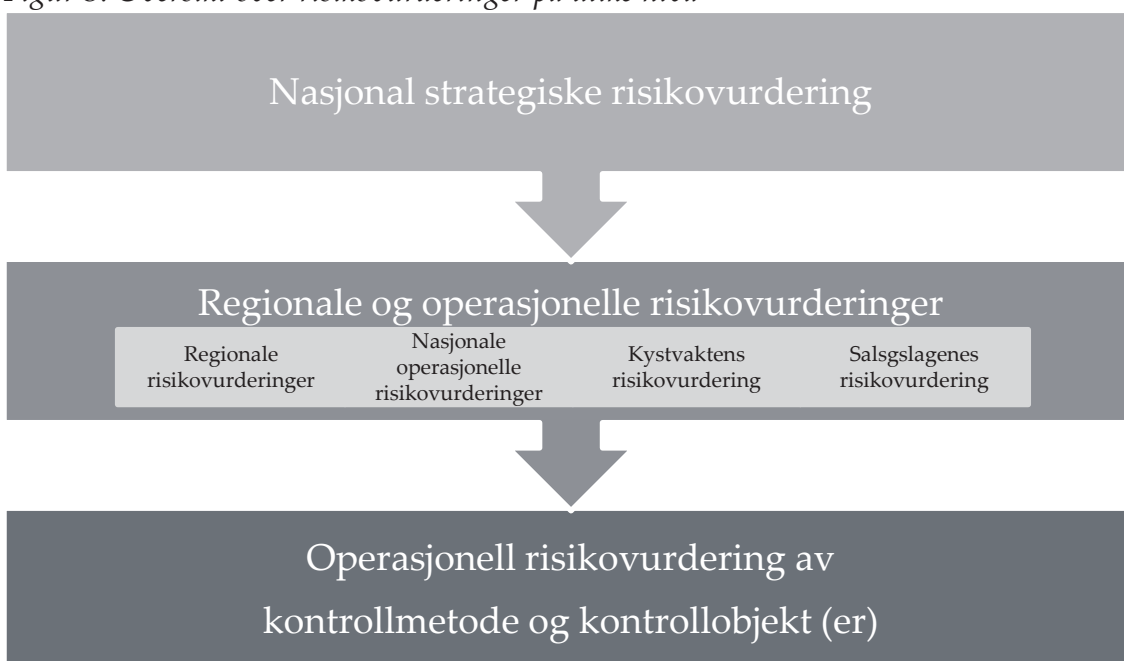 Nasjonal strategiske risikovurdering
Regionale og operasjonelle risikovurderinger
Regionale
risikovurderinger
Nasjonale
operasjonelle
risikovurderinger
Kystvaktens
risikovurdering
Salsgslagenes
risikovurdering
Operasjonell risikovurdering av
kontrollmetode og kontrollobjekt (er)